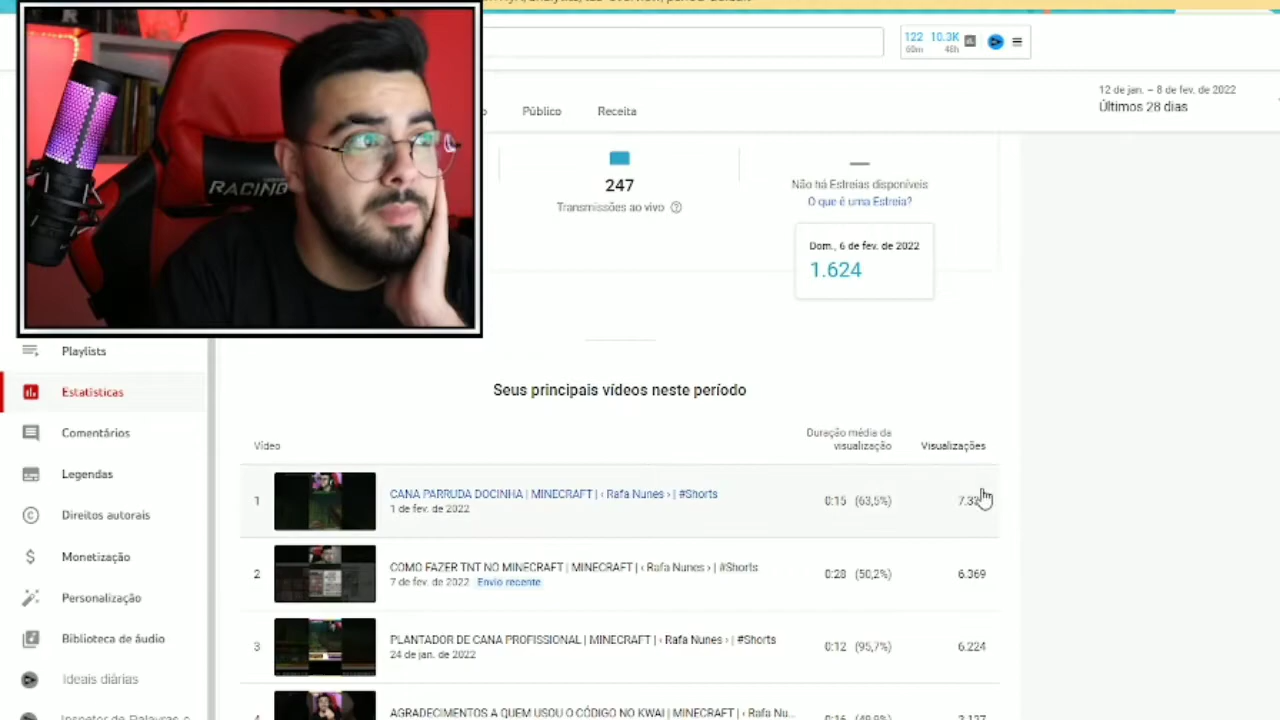 122 10.3K
60m 48h
Público
Receita
12 de jan. – 8 de fev. de 2022
Últimos 28 dias
RACING
247
Transmissões ao vivo
Não há Estreias disponíveis
O que é uma Estreia?
Dom., 6 de fev. de 2022
1.624
Playlists
Estatísticas
Comentários
Legendas
Direitos autorais
Monetização
Personalização
Biblioteca de áudio
Ideais diárias
Inspetor de Palavras
Seus principais vídeos neste período
Vídeo
Duração média da
visualização
Visualizações
1
CANA PARRUDA DOCINHA | MINECRAFT | ‹ Rafa Nunes › | #Shorts
1 de fev. de 2022
0:15 (63,5%)
2
COMO FAZER TNT NO MINECRAFT | MINECRAFT | ‹ Rafa Nunes › | #Shorts
7 de fev. de 2022 Envio recente
0:28 (50,2%)
6.369
3
PLANTADOR DE CANA PROFISSIONAL | MINECRAFT | ‹ Rafa Nunes › | #Shorts
24 de jan. de 2022
0:12 (95,7%)
6.224
AGRADECIMENTOS A QUEM USOU O CÓDIGO NO KWAI | MINECRAFT | ‹ Rafa Nu...